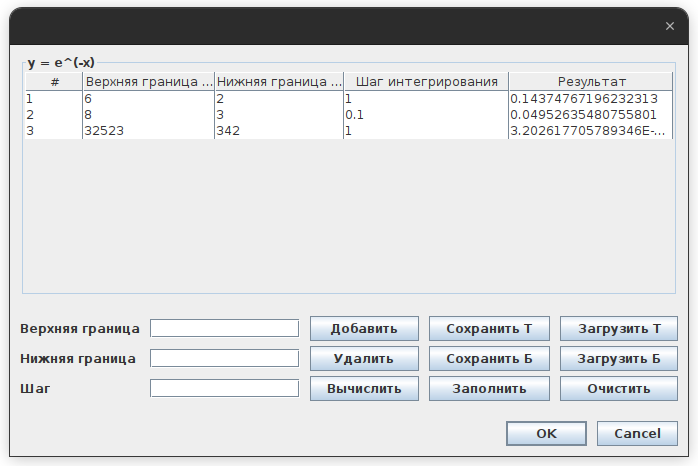 ×
y = e^(-x)
# Верхняя граница ... Нижняя граница ... Шаг интегрирования Результат
1 6 2 1 0.14374767196232313
2 8 3 0.1 0.04952635480755801
3 32523 342 1 3.202617705789346E-...
Верхняя граница Добавить Сохранить Т Загрузить Т
Нижняя граница Удалить Сохранить Б Загрузить Б
Шаг Вычислить Заполнить Очистить
OK Cancel